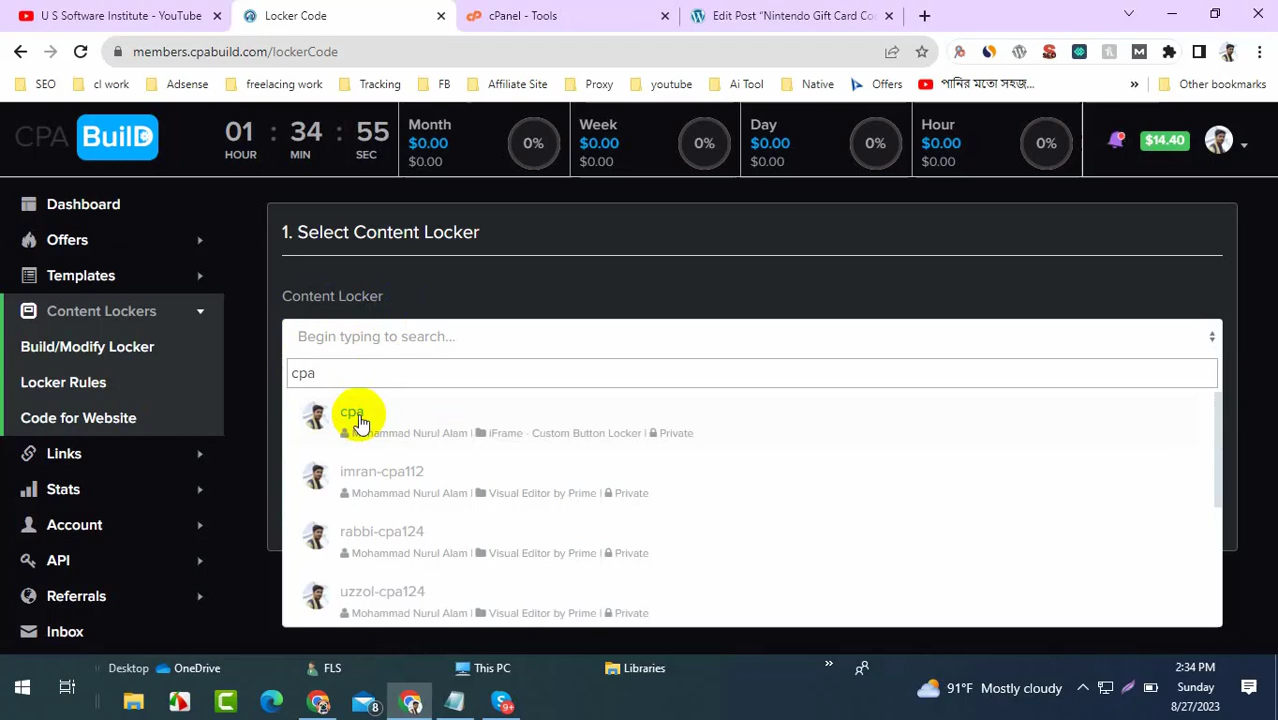 U S Software Institute - YouTube
Locker Code
cPanel - Tools
Edit Post “Nintendo Gift Card Co
members.cpabuild.com/lockerCode
SEO
cl work
Adsense
freelacing work
Tracking
FB
Affiliate Site
Proxy
youtube
Ai Tool
Native
Offers
পানির মতো সহজ...
»
Other bookmarks
CPA BuilD
01 : 34 : 55
HOUR MIN SEC
Month
$0.00
$0.00
0%
Week
$0.00
$0.00
0%
Day
$0.00
$0.00
0%
Hour
$0.00
$0.00
0%
$14.40
Dashboard
Offers
Templates
Content Lockers
Build/Modify Locker
Locker Rules
Code for Website
Links
Stats
Account
API
Referrals
Inbox
1. Select Content Locker
Content Locker
Begin typing to search...
cpa
cpa
Mohammad Nurul Alam | iFrame - Custom Button Locker | Private
imran-cpa112
Mohammad Nurul Alam | Visual Editor by Prime | Private
rabbi-cpa124
Mohammad Nurul Alam | Visual Editor by Prime | Private
uzzol-cpa124
Mohammad Nurul Alam | Visual Editor by Prime | Private
Desktop
OneDrive
FLS
This PC
Libraries
»
8
9+
91°F Mostly cloudy
2:34 PM
Sunday
8/27/2023